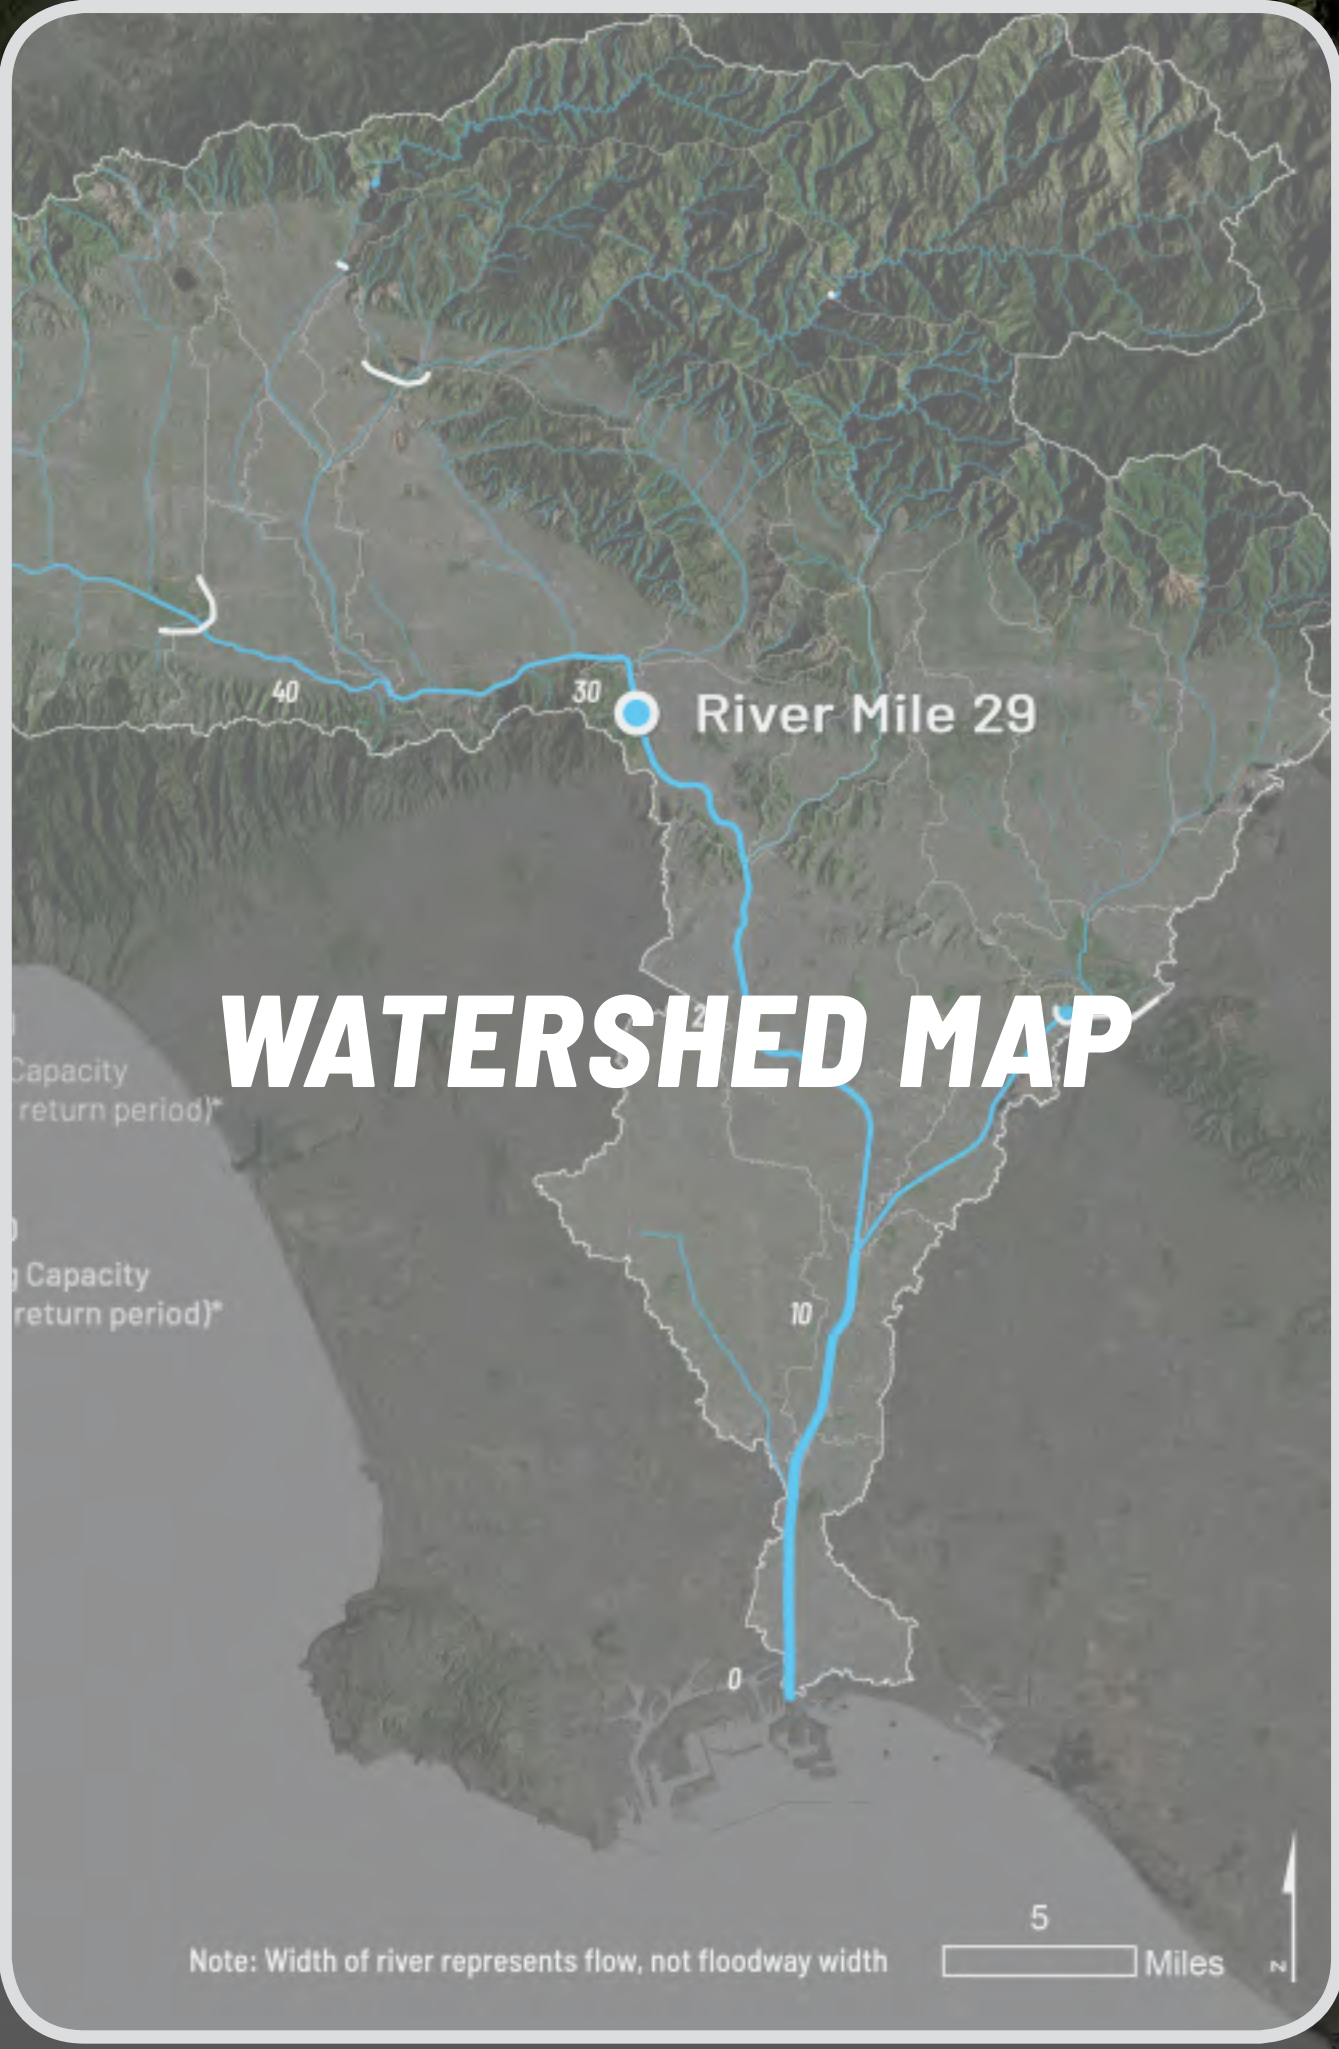 40
30
River Mile 29
WATERSHED MAP
Capacity
return period)*
Capacity
return period)*
10
0
5
Note: Width of river represents flow, not floodway width
Miles
N